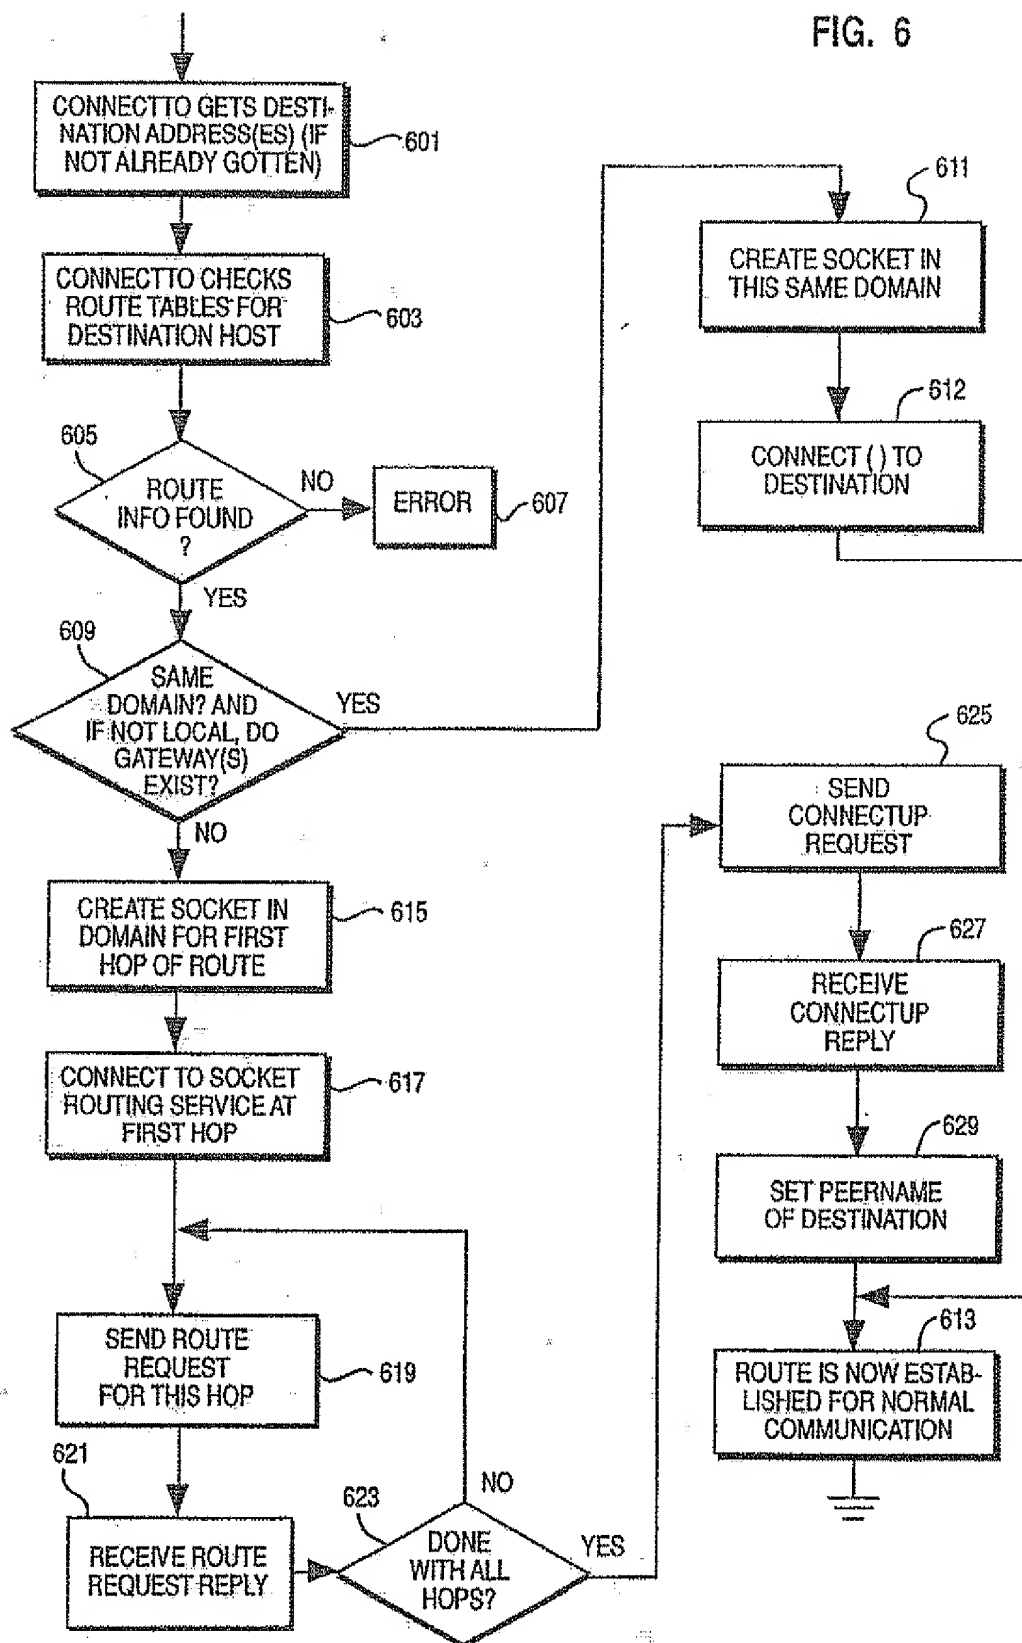 FIG. 6
CONNECTTO GETS DESTI-
NATION ADDRESS(ES) (IF
NOT ALREADY GOTTEN)
601
CONNECTTO CHECKS
ROUTE TABLES FOR
DESTINATION HOST
603
605
ROUTE
INFO FOUND
?
NO
ERROR
607
YES
609
SAME
DOMAIN? AND
IF NOT LOCAL, DO
GATEWAY(S)
EXIST?
YES
NO
611
CREATE SOCKET IN
THIS SAME DOMAIN
612
CONNECT ( ) TO
DESTINATION
CREATE SOCKET IN
DOMAIN FOR FIRST
HOP OF ROUTE
615
CONNECT TO SOCKET
ROUTING SERVICE AT
FIRST HOP
617
SEND ROUTE
REQUEST
FOR THIS HOP
619
621
RECEIVE ROUTE
REQUEST REPLY
623
DONE
WITH ALL
HOPS?
NO
YES
625
SEND
CONNECTUP
REQUEST
627
RECEIVE
CONNECTUP
REPLY
629
SET PEERNAME
OF DESTINATION
613
ROUTE IS NOW ESTAB-
LISHED FOR NORMAL
COMMUNICATION